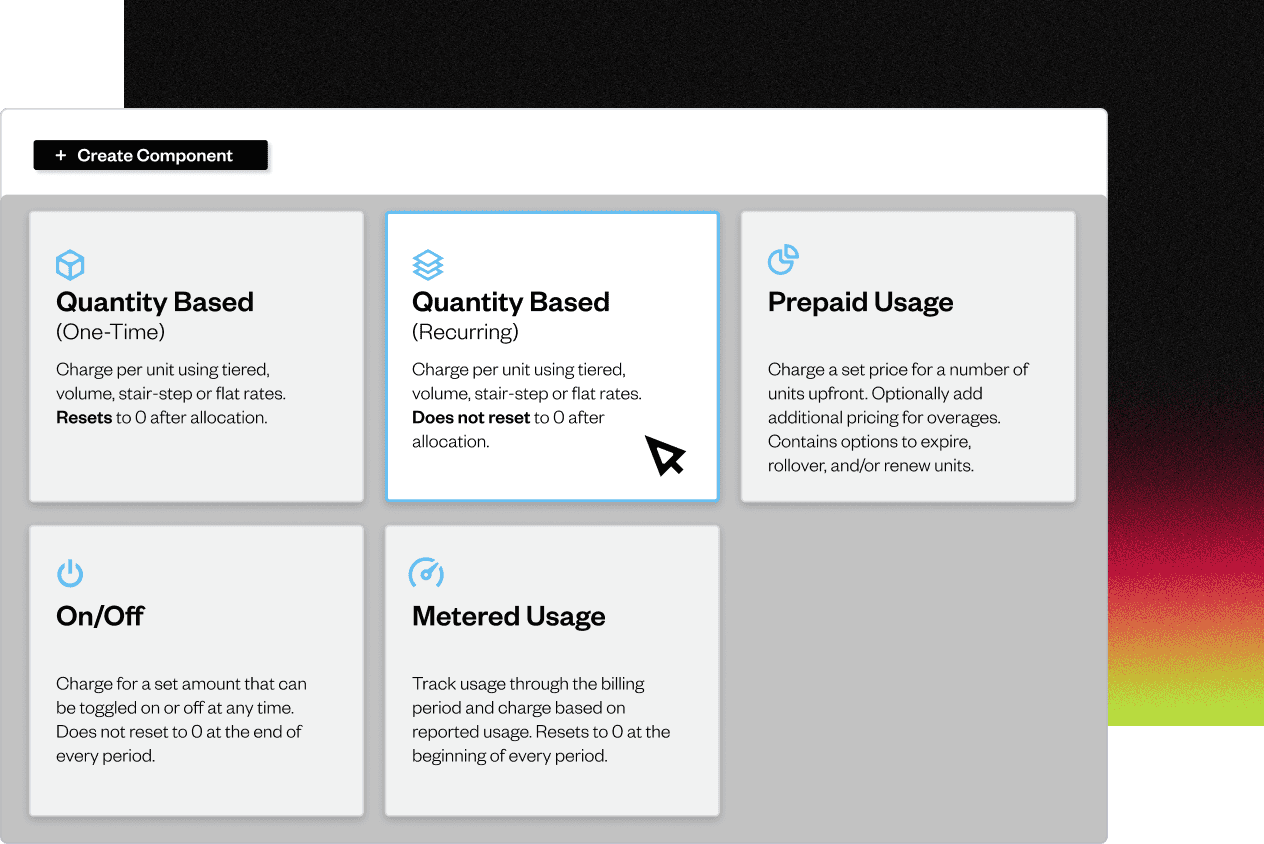 + Create Component
Quantity Based
(One-Time)
Charge per unit using tiered,
volume, stair-step or flat rates.
Resets to 0 after allocation.
Quantity Based
(Recurring)
Charge per unit using tiered,
volume, stair-step or flat rates.
Does not reset to 0 after
allocation.
Prepaid Usage
Charge a set price for a number of
units upfront. Optionally add
additional pricing for overages.
Contains options to expire,
rollover, and/or renew units.
On/Off
Charge for a set amount that can
be toggled on or off at any time.
Does not reset to 0 at the end of
every period.
Metered Usage
Track usage through the billing
period and charge based on
reported usage. Resets to 0 at the
beginning of every period.